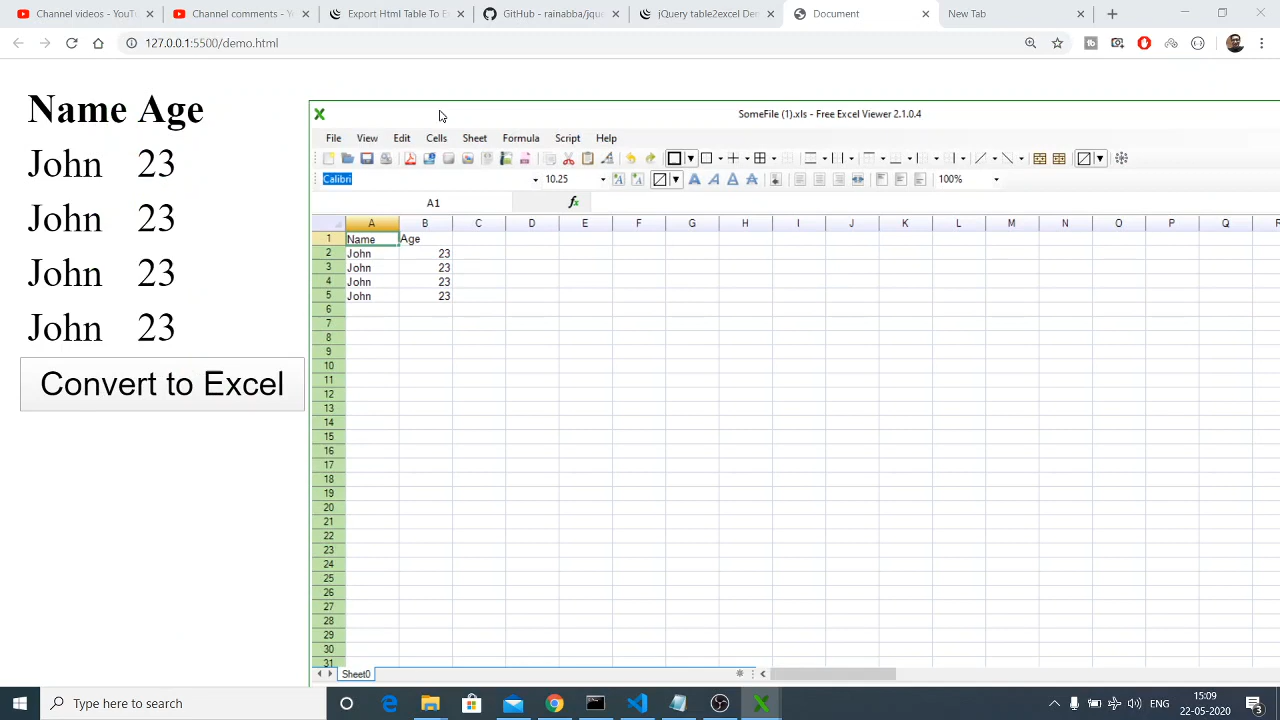 Channel videos - YouTu
Channel comments - Y
Export Html Table To E
GitHub - rainabba/jqu
jQuery table2excel De
Document
New Tab
127.0.0.1:5500/demo.html
Name Age
John 23
John 23
John 23
John 23
Convert to Excel
SomeFile (1).xls - Free Excel Viewer 2.1.0.4
File View Edit Cells Sheet Formula Script Help
Calibri 10.25 100%
A1 fx
A B C D E F G H I J K L M N O P Q R
1 Name Age
2 John 23
3 John 23
4 John 23
5 John 23
6
7
8
9
10
11
12
13
14
15
16
17
18
19
20
21
22
23
24
25
26
27
28
29
30
31
Sheet0
Type here to search
ENG
15:09
22-05-2020
3